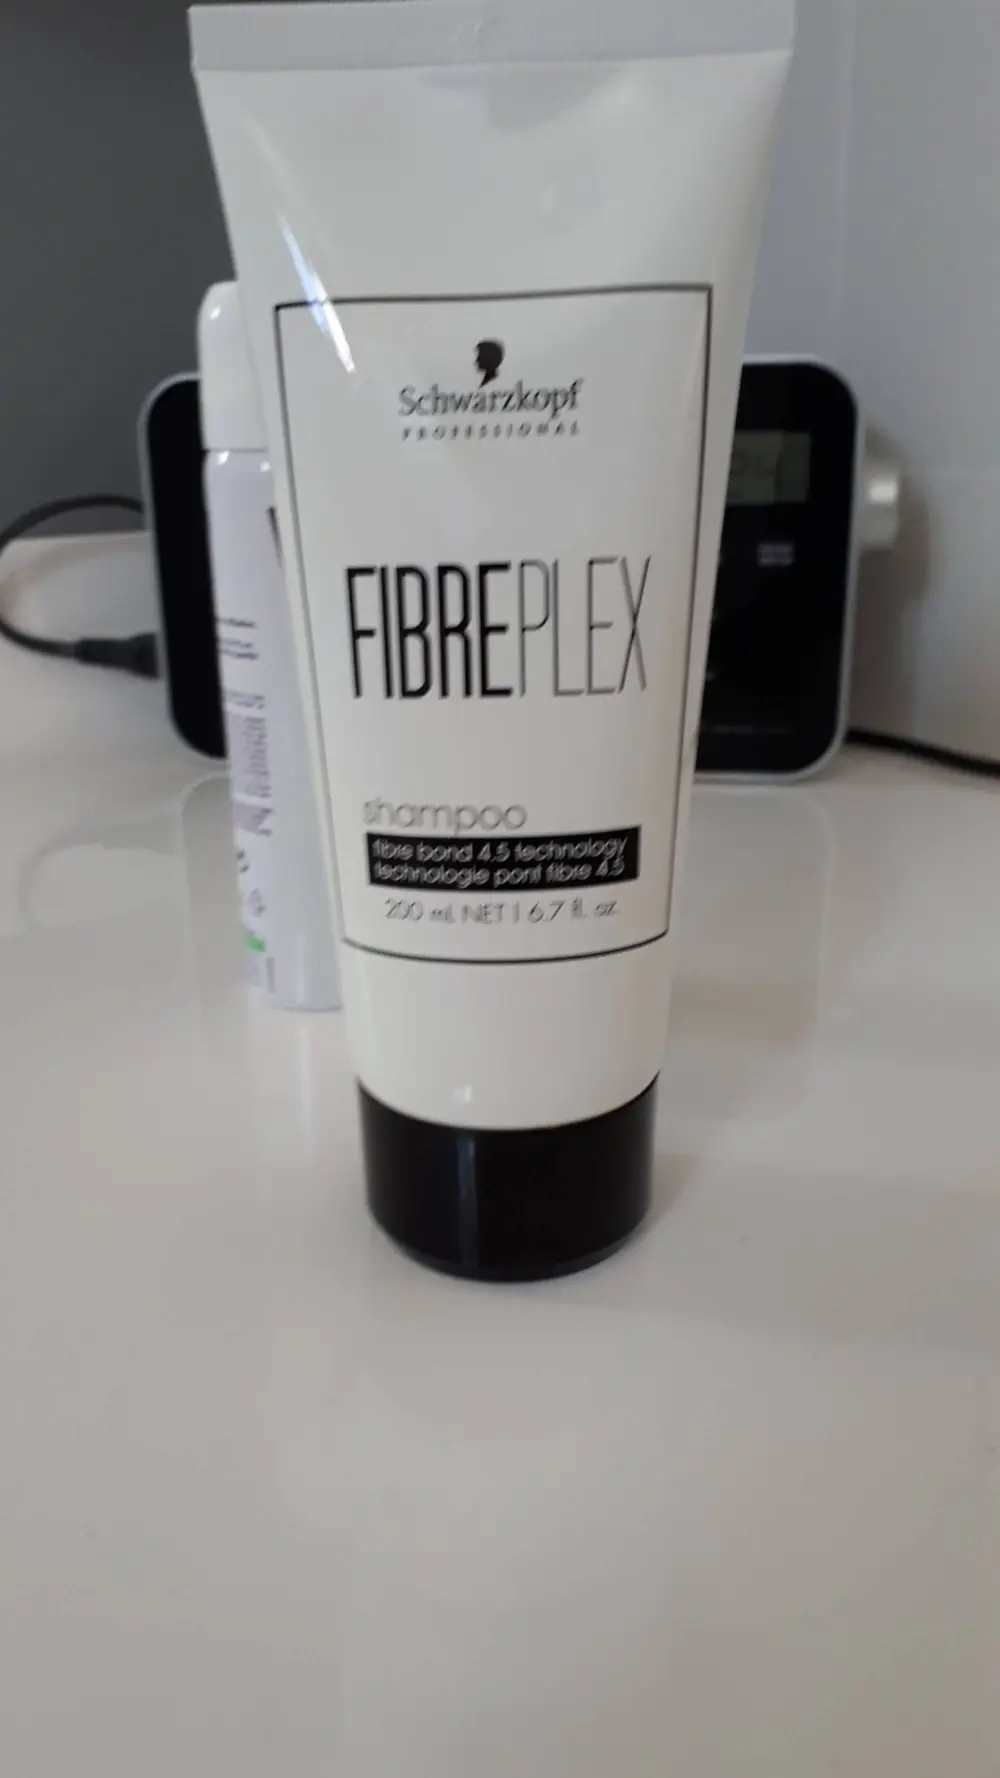 Schwarzkopf
PROFESSIONAL
FIBREPLEX
shampoo
fibre bond 4.5 technology
technologie pont fibre 4.5
200 mL NET | 6.7 fl. oz.